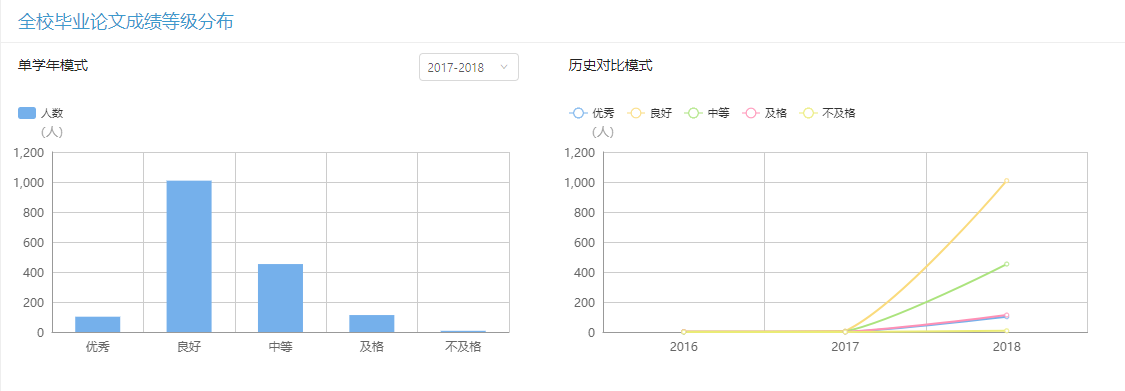 全校毕业论文成绩等级分布
单学年模式
2017-2018
人数
（人）
1,200
1,000
800
600
400
200
0
优秀 良好 中等 及格 不及格
历史对比模式
优秀 良好 中等 及格 不及格
（人）
1,200
1,000
800
600
400
200
0
2016 2017 2018